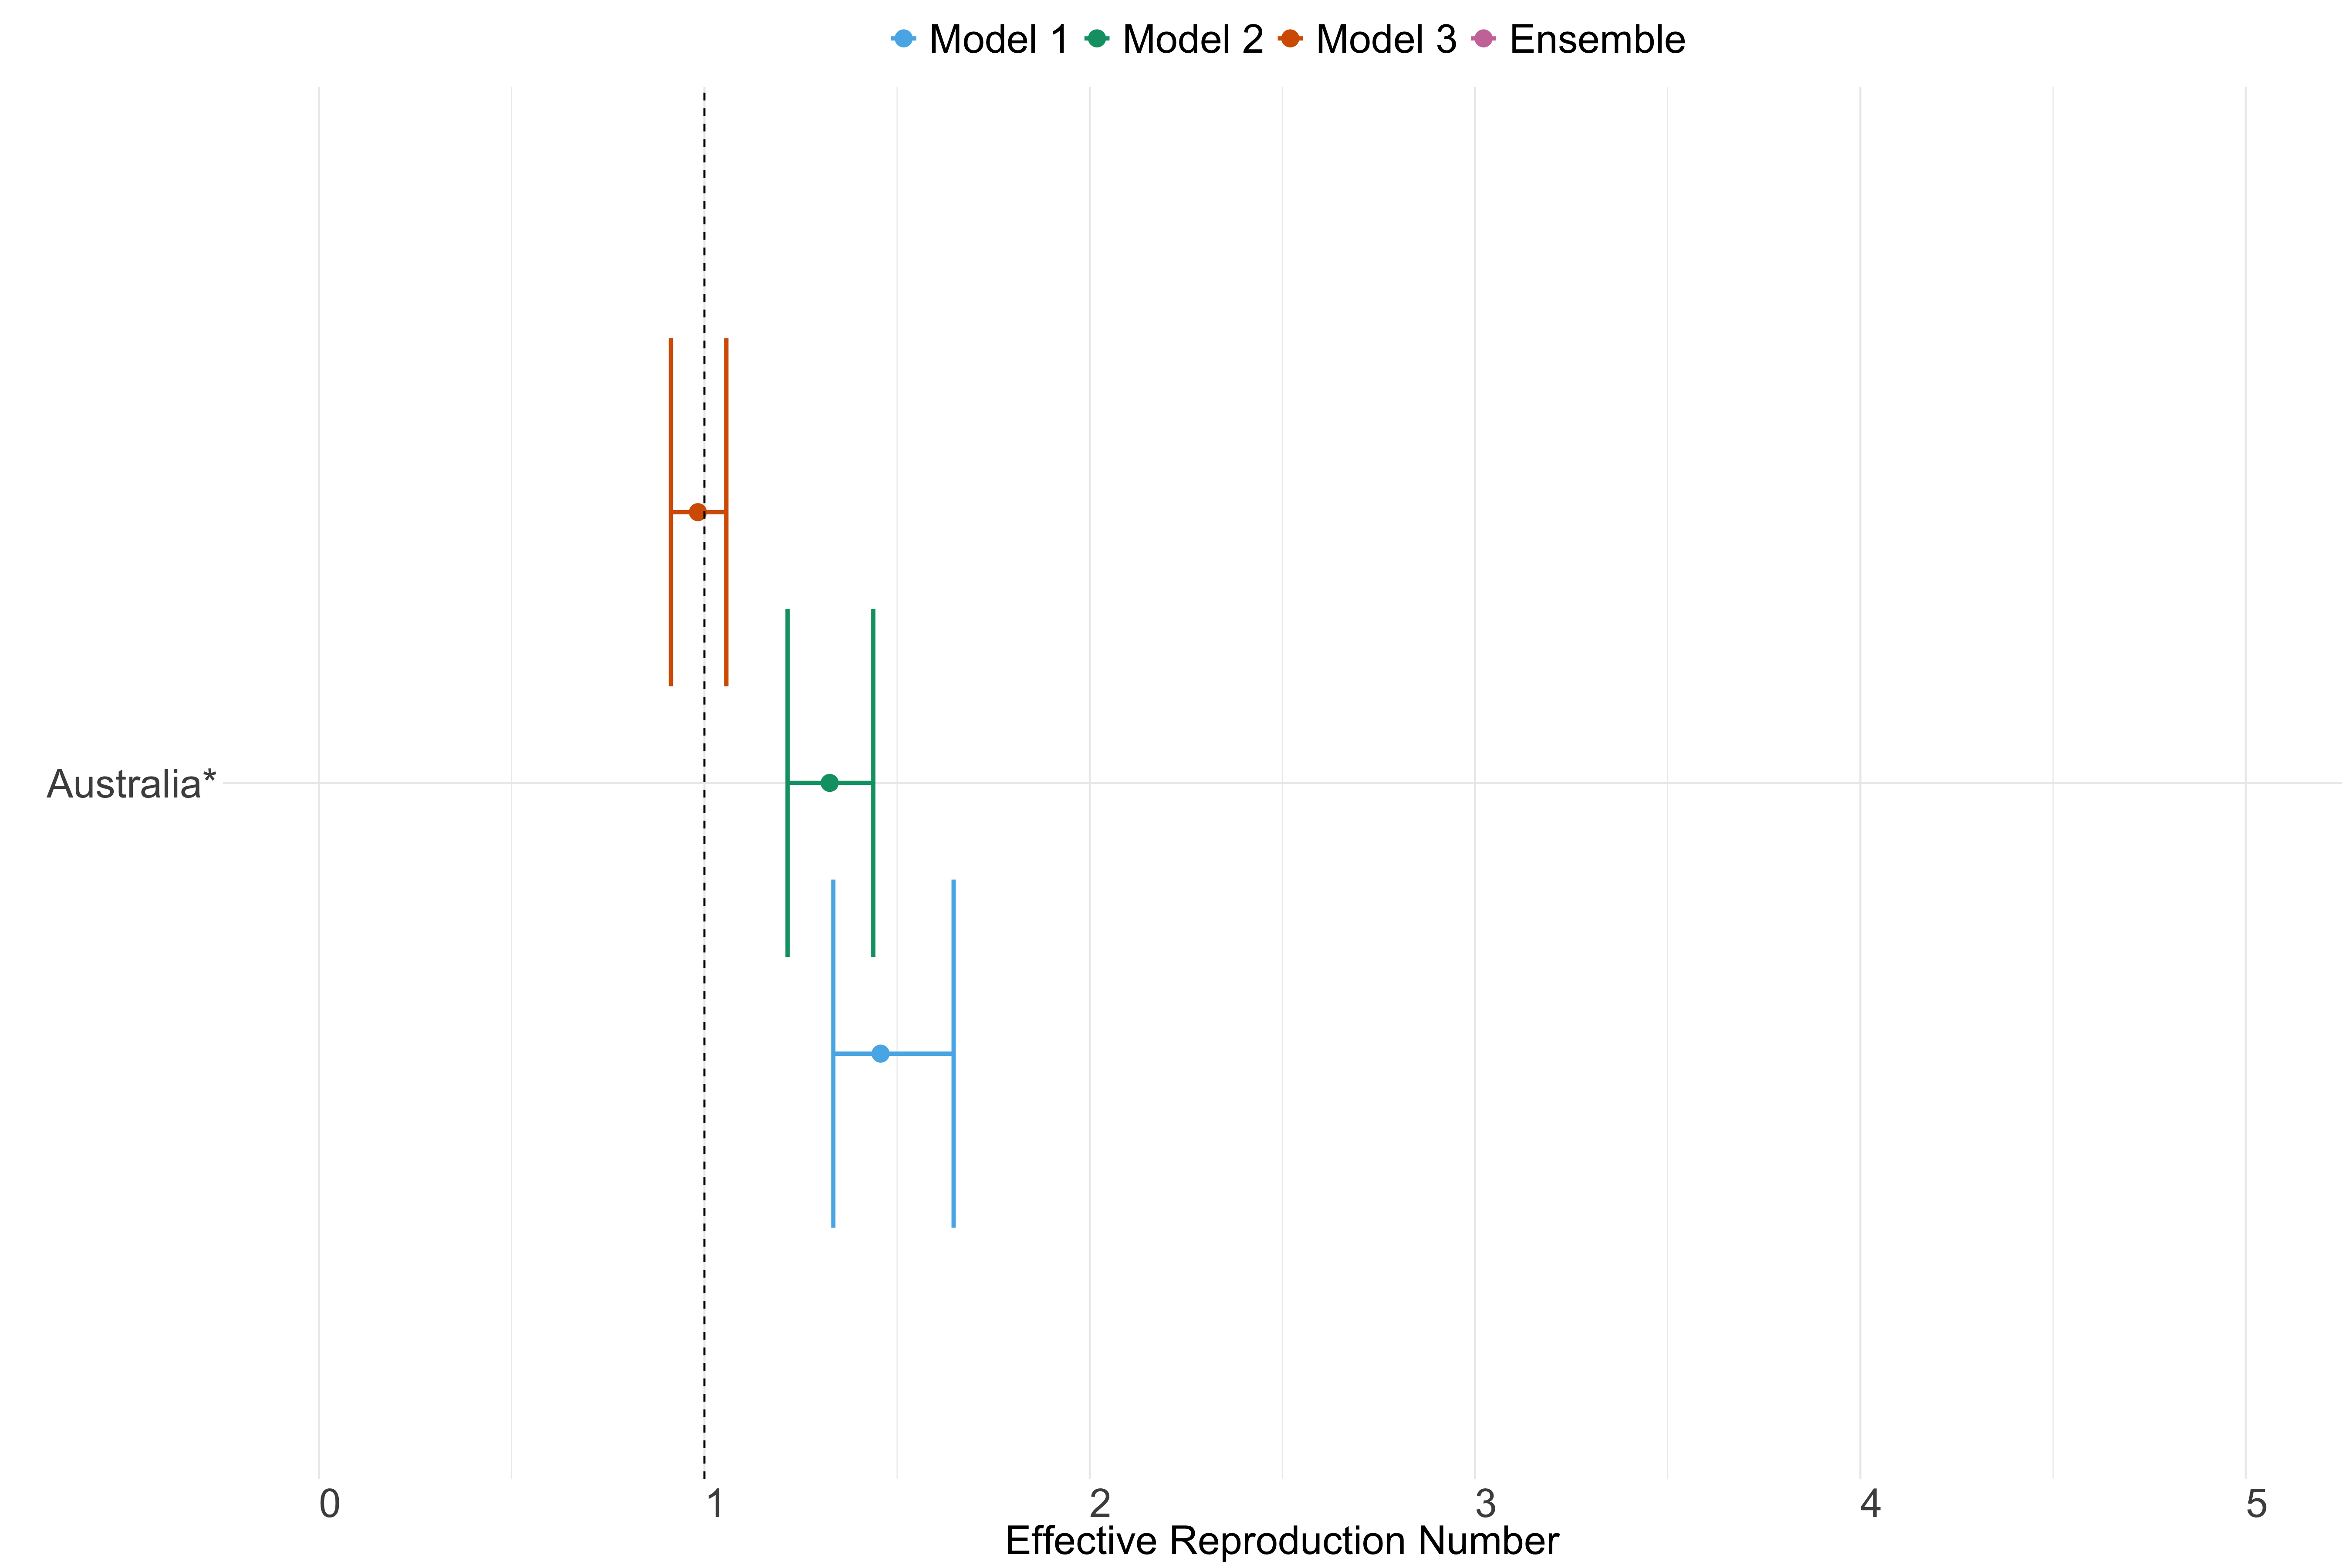 Model 1 Model 2 Model 3 Ensemble
Australia*
0 1 2 3 4 5
Effective Reproduction Number